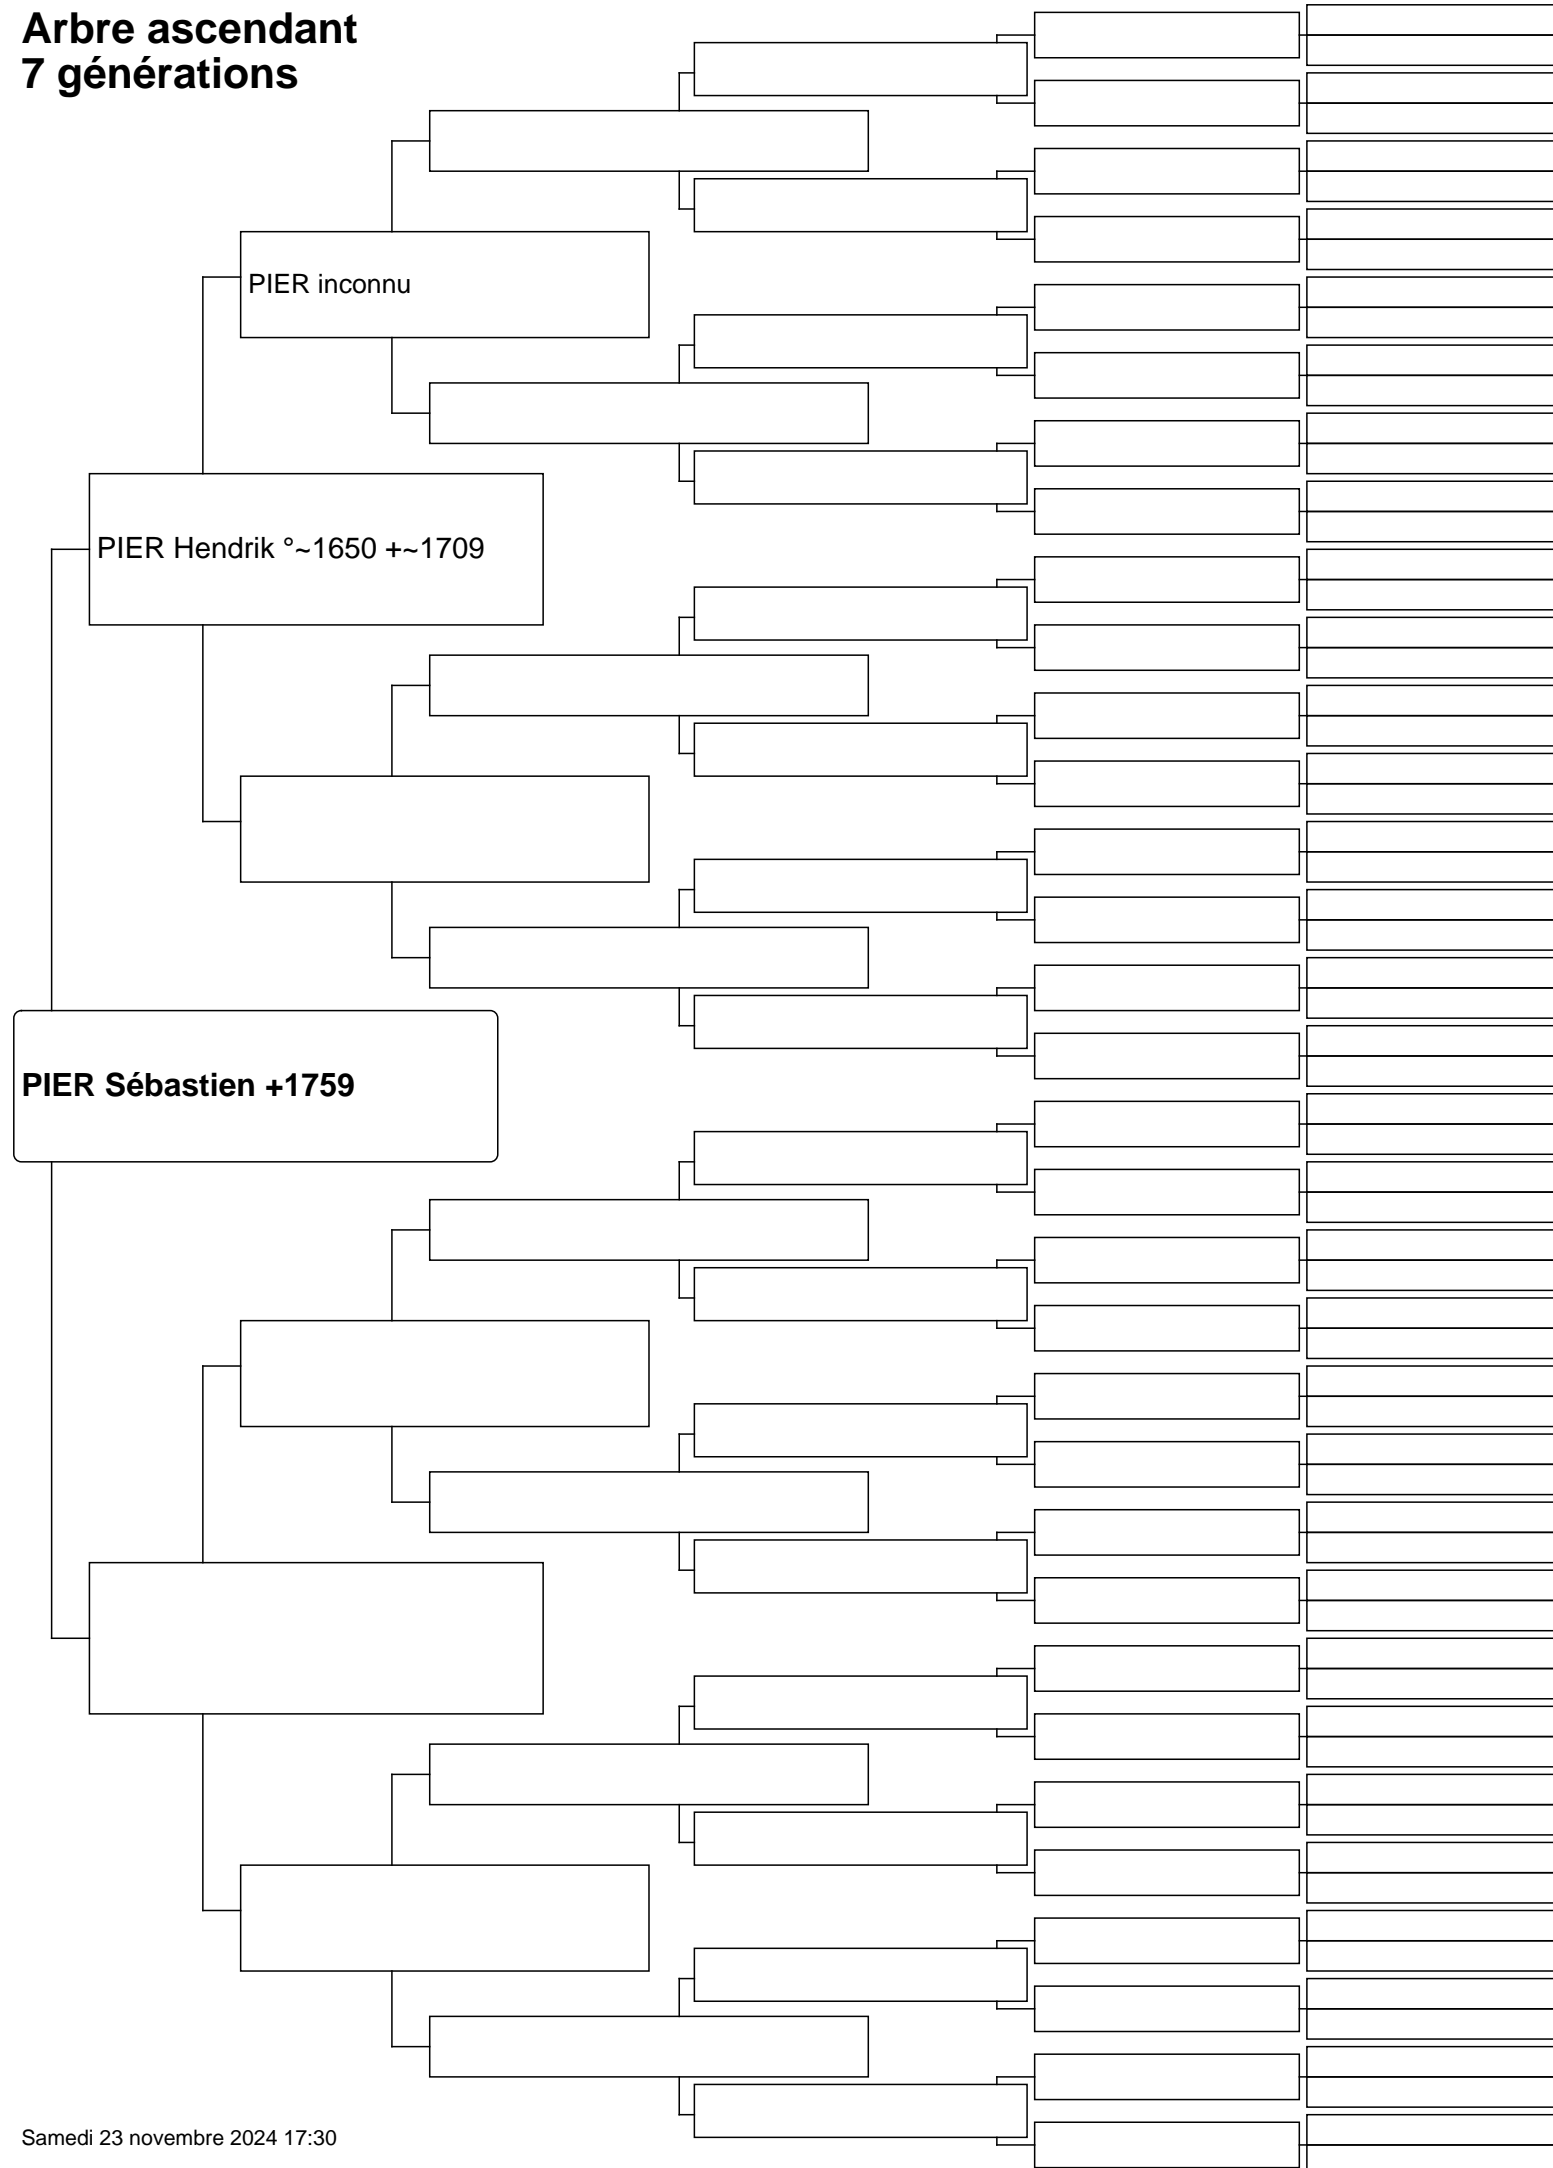 Arbre ascendant
7 générations
PIER inconnu
PIER Hendrik °~1650 +~1709
PIER Sébastien +1759
Samedi 23 novembre 2024 17:30